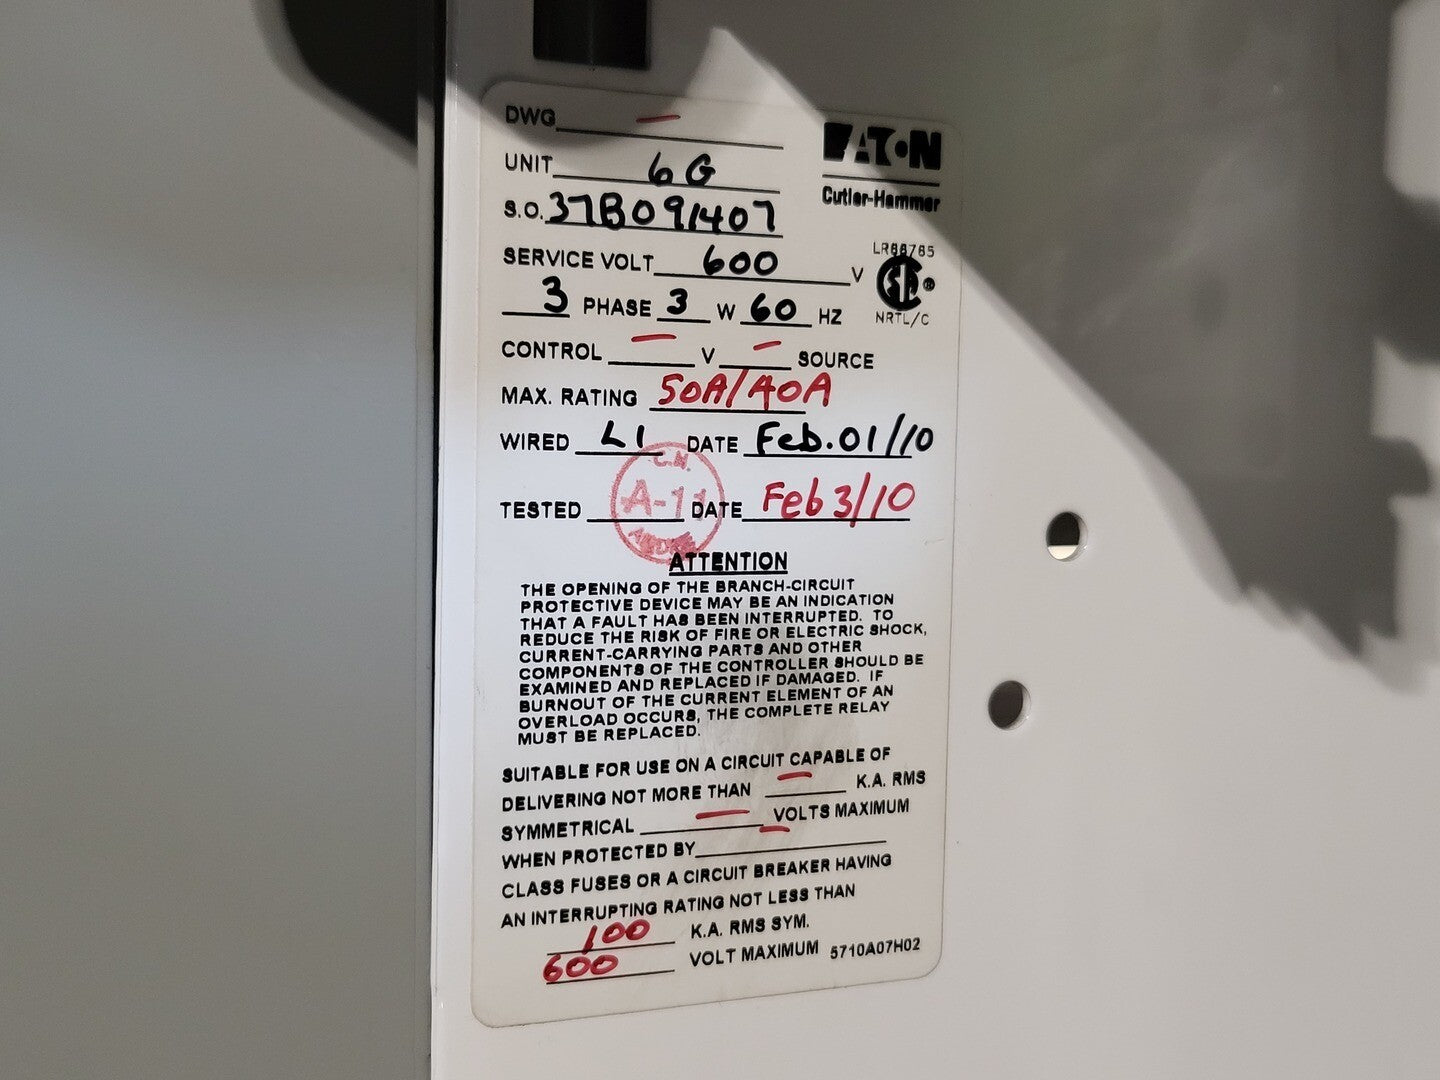 DWG —
EATON
UNIT 6G
Cutler-Hammer
S.O. 37B091407
LR86765
SERVICE VOLT 600 V
SA ®
NRTL/C
3 PHASE 3 W 60 HZ
CONTROL — V — SOURCE
MAX. RATING 50A/40A
WIRED L1 DATE Feb.01/10
C.H.
TESTED A-11 DATE Feb 3/10
ATTENTION
THE OPENING OF THE BRANCH-CIRCUIT
PROTECTIVE DEVICE MAY BE AN INDICATION
THAT A FAULT HAS BEEN INTERRUPTED. TO
REDUCE THE RISK OF FIRE OR ELECTRIC SHOCK,
CURRENT-CARRYING PARTS AND OTHER
COMPONENTS OF THE CONTROLLER SHOULD BE
EXAMINED AND REPLACED IF DAMAGED. IF
BURNOUT OF THE CURRENT ELEMENT OF AN
OVERLOAD OCCURS, THE COMPLETE RELAY
MUST BE REPLACED.
SUITABLE FOR USE ON A CIRCUIT CAPABLE OF
DELIVERING NOT MORE THAN — K.A. RMS
SYMMETRICAL — VOLTS MAXIMUM
WHEN PROTECTED BY —
CLASS FUSES OR A CIRCUIT BREAKER HAVING
AN INTERRUPTING RATING NOT LESS THAN
100 K.A. RMS SYM.
600 VOLT MAXIMUM 5710A07H02